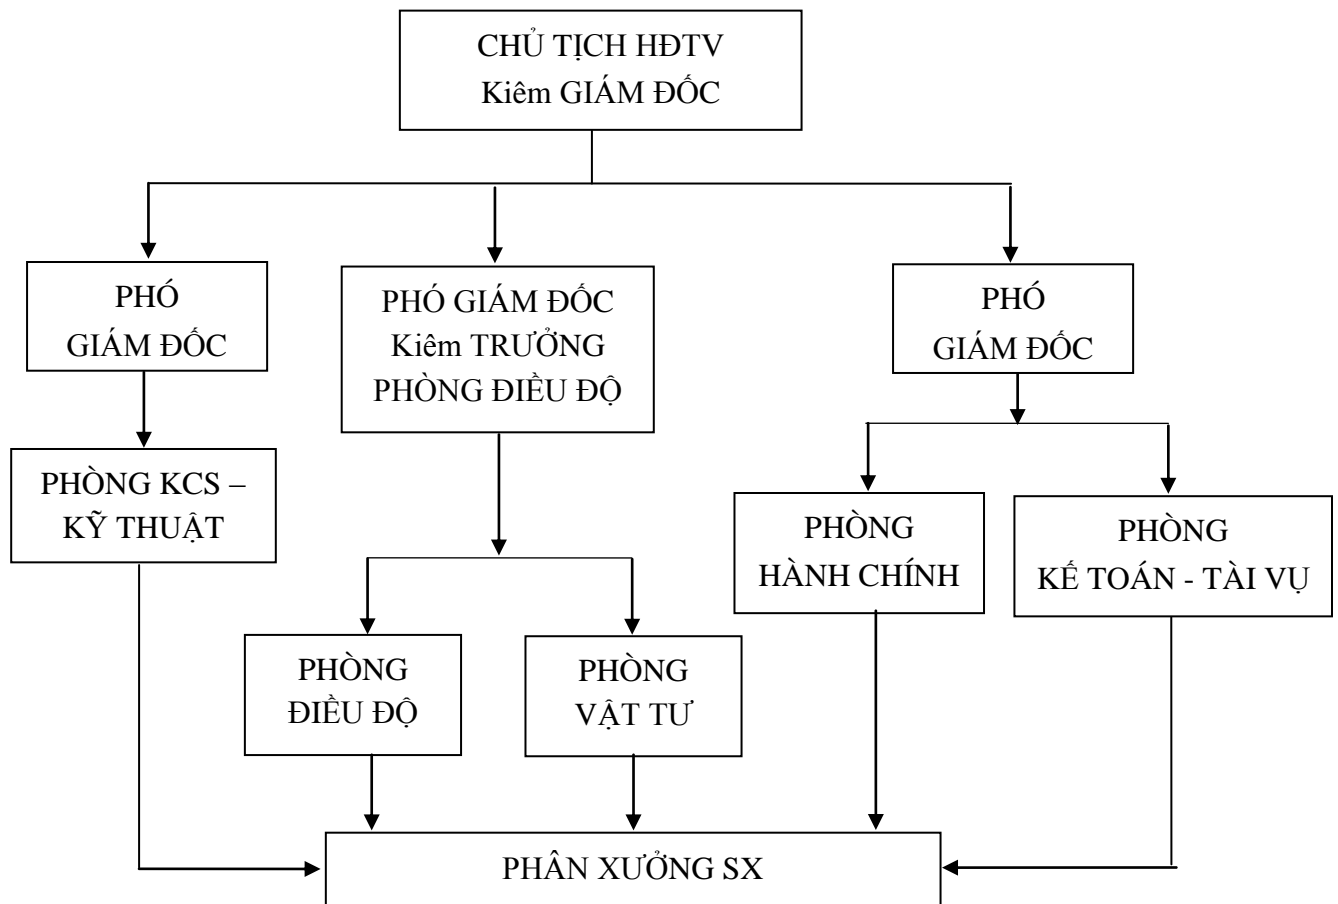 CHỦ TỊCH HĐTV
Kiêm GIÁM ĐỐC
PHÓ
GIÁM ĐỐC
PHÓ GIÁM ĐỐC
Kiêm TRƯỞNG
PHÒNG ĐIỀU ĐỘ
PHÓ
GIÁM ĐỐC
PHÒNG KCS –
KỸ THUẬT
PHÒNG
HÀNH CHÍNH
PHÒNG
KẾ TOÁN - TÀI VỤ
PHÒNG
ĐIỀU ĐỘ
PHÒNG
VẬT TƯ
PHÂN XƯỞNG SX